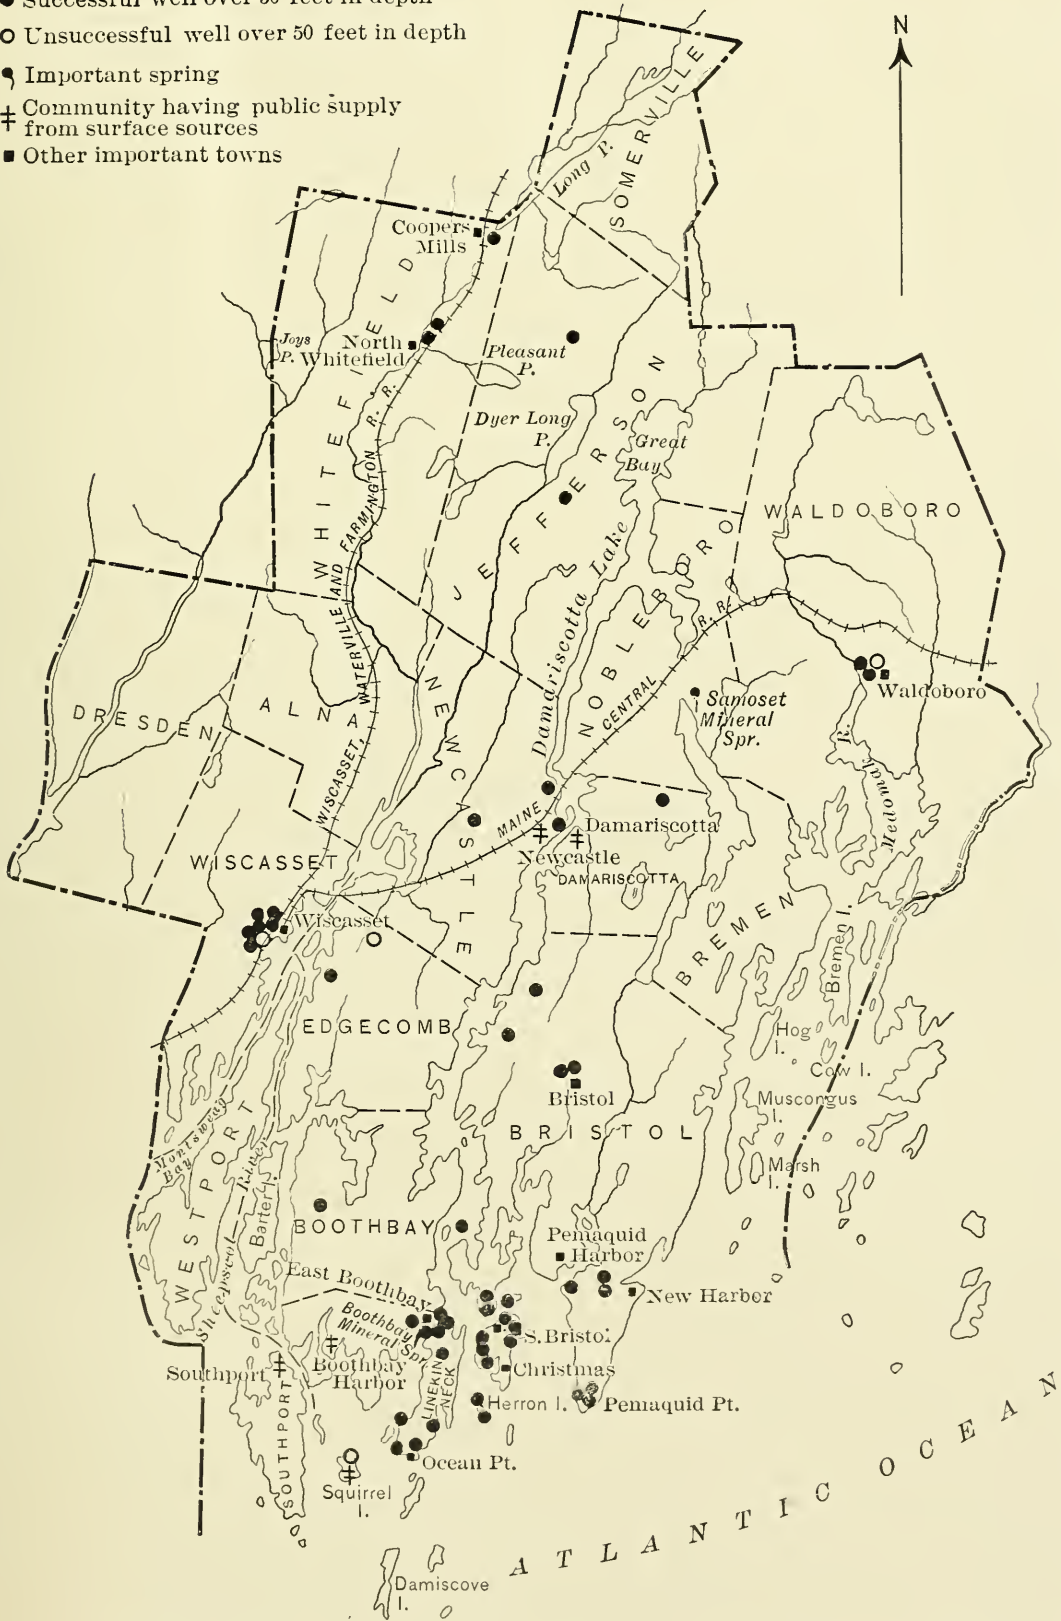 Successful well over 50 feet in depth
Unsuccessful well over 50 feet in depth
Important spring
Community having public supply
from surface sources
Other important towns
N
SOMERVILLE
Long P.
Coopers
Mills
WHITEFIELD
Joys
P.
North
Whitefield
Pleasant
P.
Dyer Long
P.
Great
Bay
JEFFERSON
WALDOBORO
WISCASSET, WATERVILLE AND FARMINGTON R. R.
Damariscotta Lake
NOBLEBORO
MAINE CENTRAL R. R.
Waldoboro
Samoset
Mineral
Spr.
DRESDEN
ALNA
NEWCASTLE
Medomak R.
Damariscotta
Newcastle
DAMARISCOTTA
WISCASSET
Wiscasset
BREMEN
Bremen I.
EDGECOMB
Hog
I.
Cow I.
Bristol
Muscongus
I.
BRISTOL
Marsh
I.
Montsweag
Bay
WESTPORT
Sheepscot River
Barter I.
BOOTHBAY
Pemaquid
Harbor
East Boothbay
New Harbor
Boothbay
Mineral Spr.
S. Bristol
Southport
Boothbay
Harbor
Christmas
LINEKIN
NECK
Herron I.
Pemaquid Pt.
SOUTHPORT
Ocean Pt.
Squirrel
I.
ATLANTIC OCEAN
Damiscove
I.